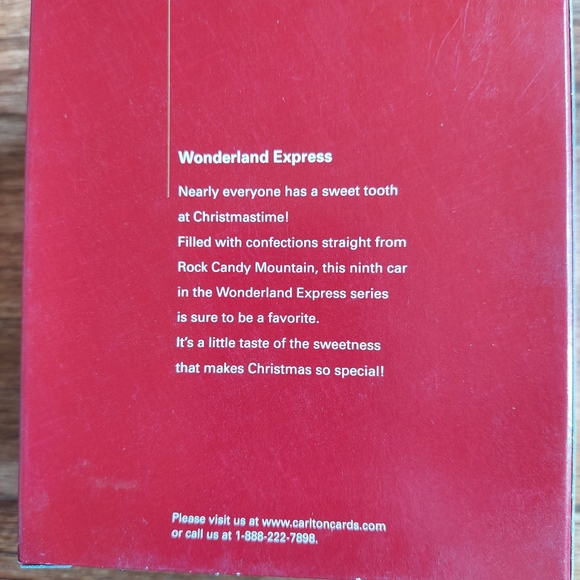 Wonderland Express
Nearly everyone has a sweet tooth
at Christmastime!
Filled with confections straight from
Rock Candy Mountain, this ninth car
in the Wonderland Express series
is sure to be a favorite.
It's a little taste of the sweetness
that makes Christmas so special!
Please visit us at www.carltoncards.com
or call us at 1-888-222-7898.